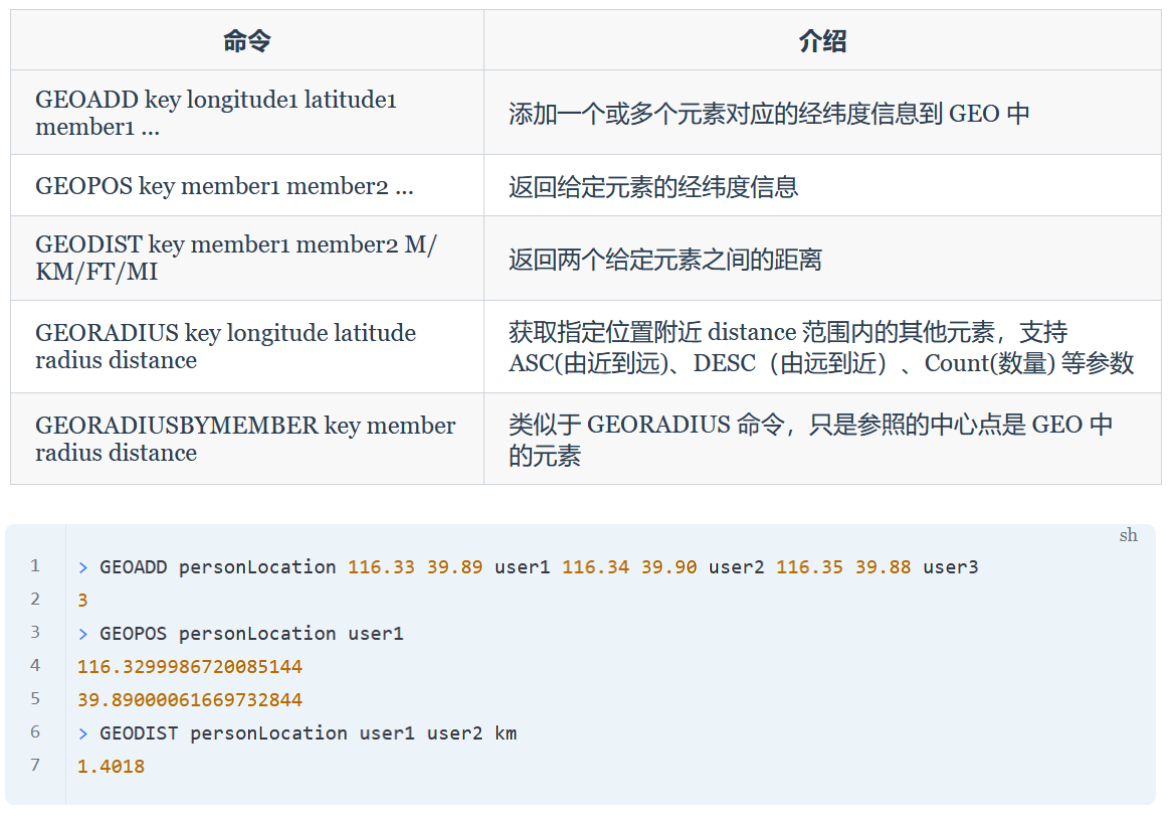 命令
介绍
GEOADD key longitude1 latitude1
member1 ...
添加一个或多个元素对应的经纬度信息到 GEO 中
GEOPOS key member1 member2 ...
返回给定元素的经纬度信息
GEODIST key member1 member2 M/
KM/FT/MI
返回两个给定元素之间的距离
GEORADIUS key longitude latitude
radius distance
获取指定位置附近 distance 范围内的其他元素，支持
ASC(由近到远)、DESC（由远到近）、Count(数量) 等参数
GEORADIUSBYMEMBER key member
radius distance
类似于 GEORADIUS 命令，只是参照的中心点是 GEO 中
的元素
sh
1 > GEOADD personLocation 116.33 39.89 user1 116.34 39.90 user2 116.35 39.88 user3
2 3
3 > GEOPOS personLocation user1
4 116.3299986720085144
5 39.89000061669732844
6 > GEODIST personLocation user1 user2 km
7 1.4018